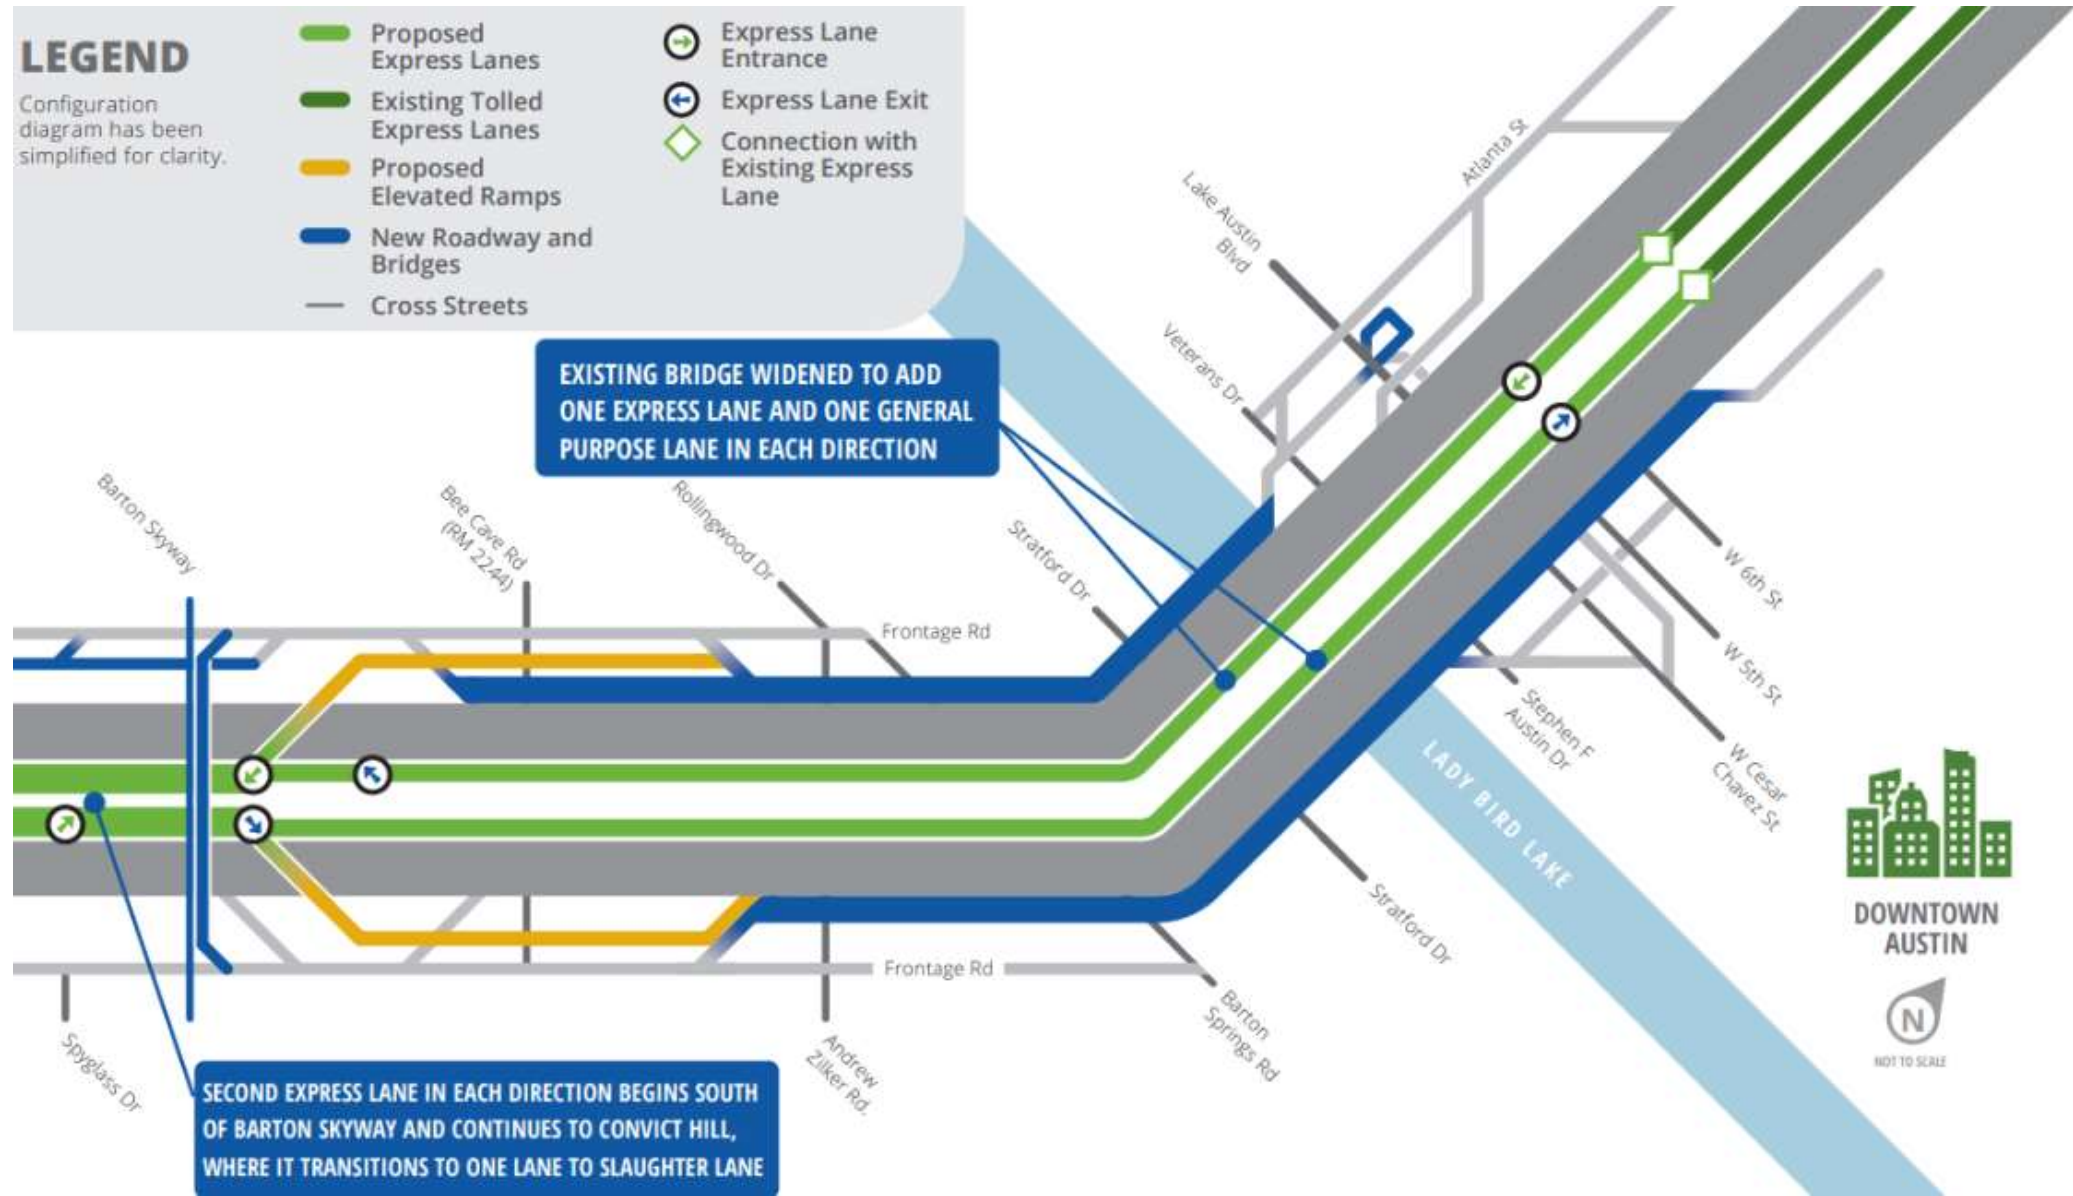 LEGEND
Configuration
diagram has been
simplified for clarity.
Proposed
Express Lanes
Existing Tolled
Express Lanes
Proposed
Elevated Ramps
New Roadway and
Bridges
Cross Streets
Express Lane
Entrance
Express Lane Exit
Connection with
Existing Express
Lane
Atlanta St
Lake Austin
Blvd
Veterans Dr
EXISTING BRIDGE WIDENED TO ADD
ONE EXPRESS LANE AND ONE GENERAL
PURPOSE LANE IN EACH DIRECTION
Barton Skyway
Bee Cave Rd
(RM 2244)
Rollingwood Dr
Stratford Dr
Frontage Rd
W 6th St
W 5th St
W Cesar
Chavez St
Stephen F
Austin Dr
LADY BIRD LAKE
Stratford Dr
Frontage Rd
Barton
Springs Rd
Andrew
Zilker Rd.
Spyglass Dr
SECOND EXPRESS LANE IN EACH DIRECTION BEGINS SOUTH
OF BARTON SKYWAY AND CONTINUES TO CONVICT HILL,
WHERE IT TRANSITIONS TO ONE LANE TO SLAUGHTER LANE
DOWNTOWN
AUSTIN
N
NOT TO SCALE